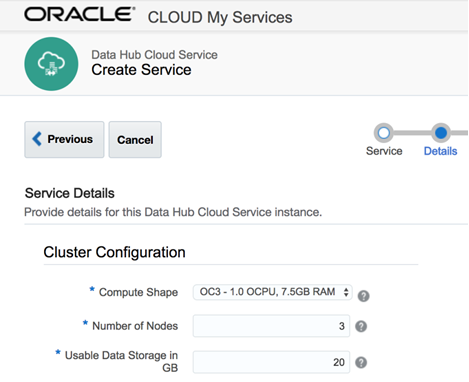 ORACLE® CLOUD My Services
Data Hub Cloud Service
Create Service
Previous
Cancel
Service
Details
Service Details
Provide details for this Data Hub Cloud Service instance.
Cluster Configuration
* Compute Shape OC3 - 1.0 OCPU, 7.5GB RAM ?
* Number of Nodes 3 ?
* Usable Data Storage in
GB 20 ?